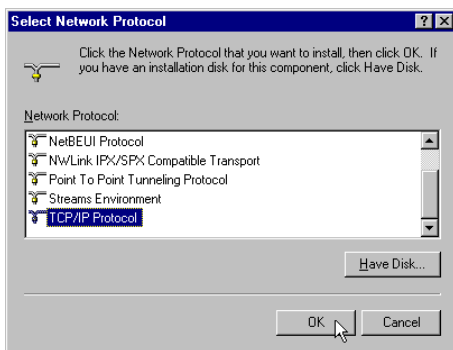 Select Network Protocol
Click the Network Protocol that you want to install, then click OK. If
you have an installation disk for this component, click Have Disk.
Network Protocol:
NetBEUI Protocol
NWLink IPX/SPX Compatible Transport
Point To Point Tunneling Protocol
Streams Environment
TCP/IP Protocol
Have Disk...
OK
Cancel